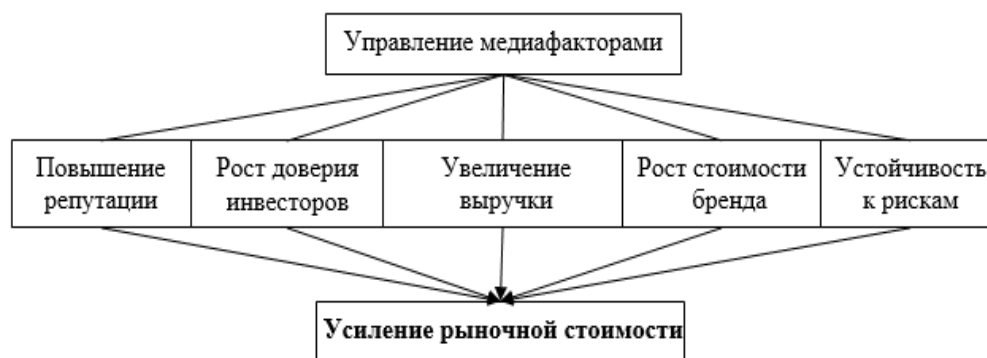 Управление медиафакторами
Повышение
репутации
Рост доверия
инвесторов
Увеличение
выручки
Рост стоимости
бренда
Устойчивость
к рискам
Усиление рыночной стоимости